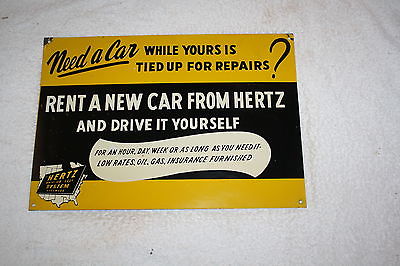 Need a Car WHILE YOURS IS
TIED UP FOR REPAIRS?
RENT A NEW CAR FROM HERTZ
AND DRIVE IT YOURSELF
FOR AN HOUR, DAY, WEEK OR AS LONG AS YOU NEED IT-
LOW RATES, OIL, GAS, INSURANCE FURNISHED
HERTZ
SYSTEM